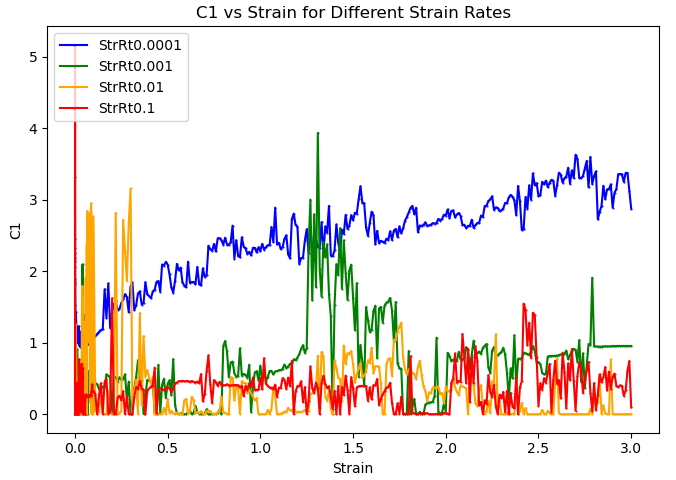 C1 vs Strain for Different Strain Rates
StrRt0.0001
StrRt0.001
StrRt0.01
StrRt0.1
C1
5
4
3
2
1
0
0.0 0.5 1.0 1.5 2.0 2.5 3.0
Strain